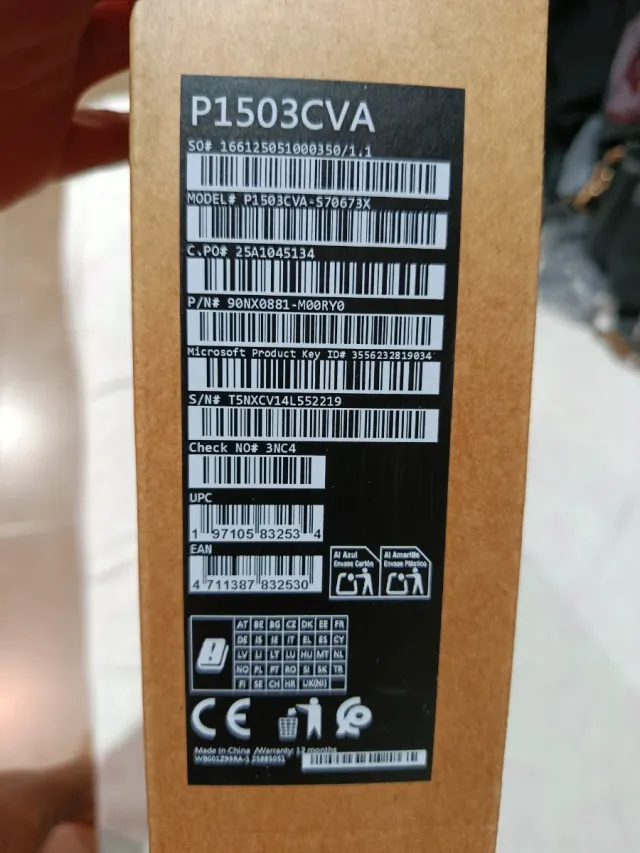 P1503CVA
SO# 166125051000350/1.1
MODEL# P1503CVA-S70673X
C.PO# 25A1045134
P/N# 90NX0881-M00RY0
Microsoft Product Key ID# 3556232819034
S/N# T5NXCV14L552219
Check NO# 3NC4
UPC
1 97105 83253 4
EAN
4 711387 832530
Al Azul
Envase Cartón
Al Amarillo
Envase Plástico
AT BE BG CZ DK EE FR
DE IS IE IT EL ES CY
LV LI LT LU HU MT NL
NO PL PT RO SI SK TR
FI SE CH HR UK(NI)
CE
Made in China /Warranty: 12 months